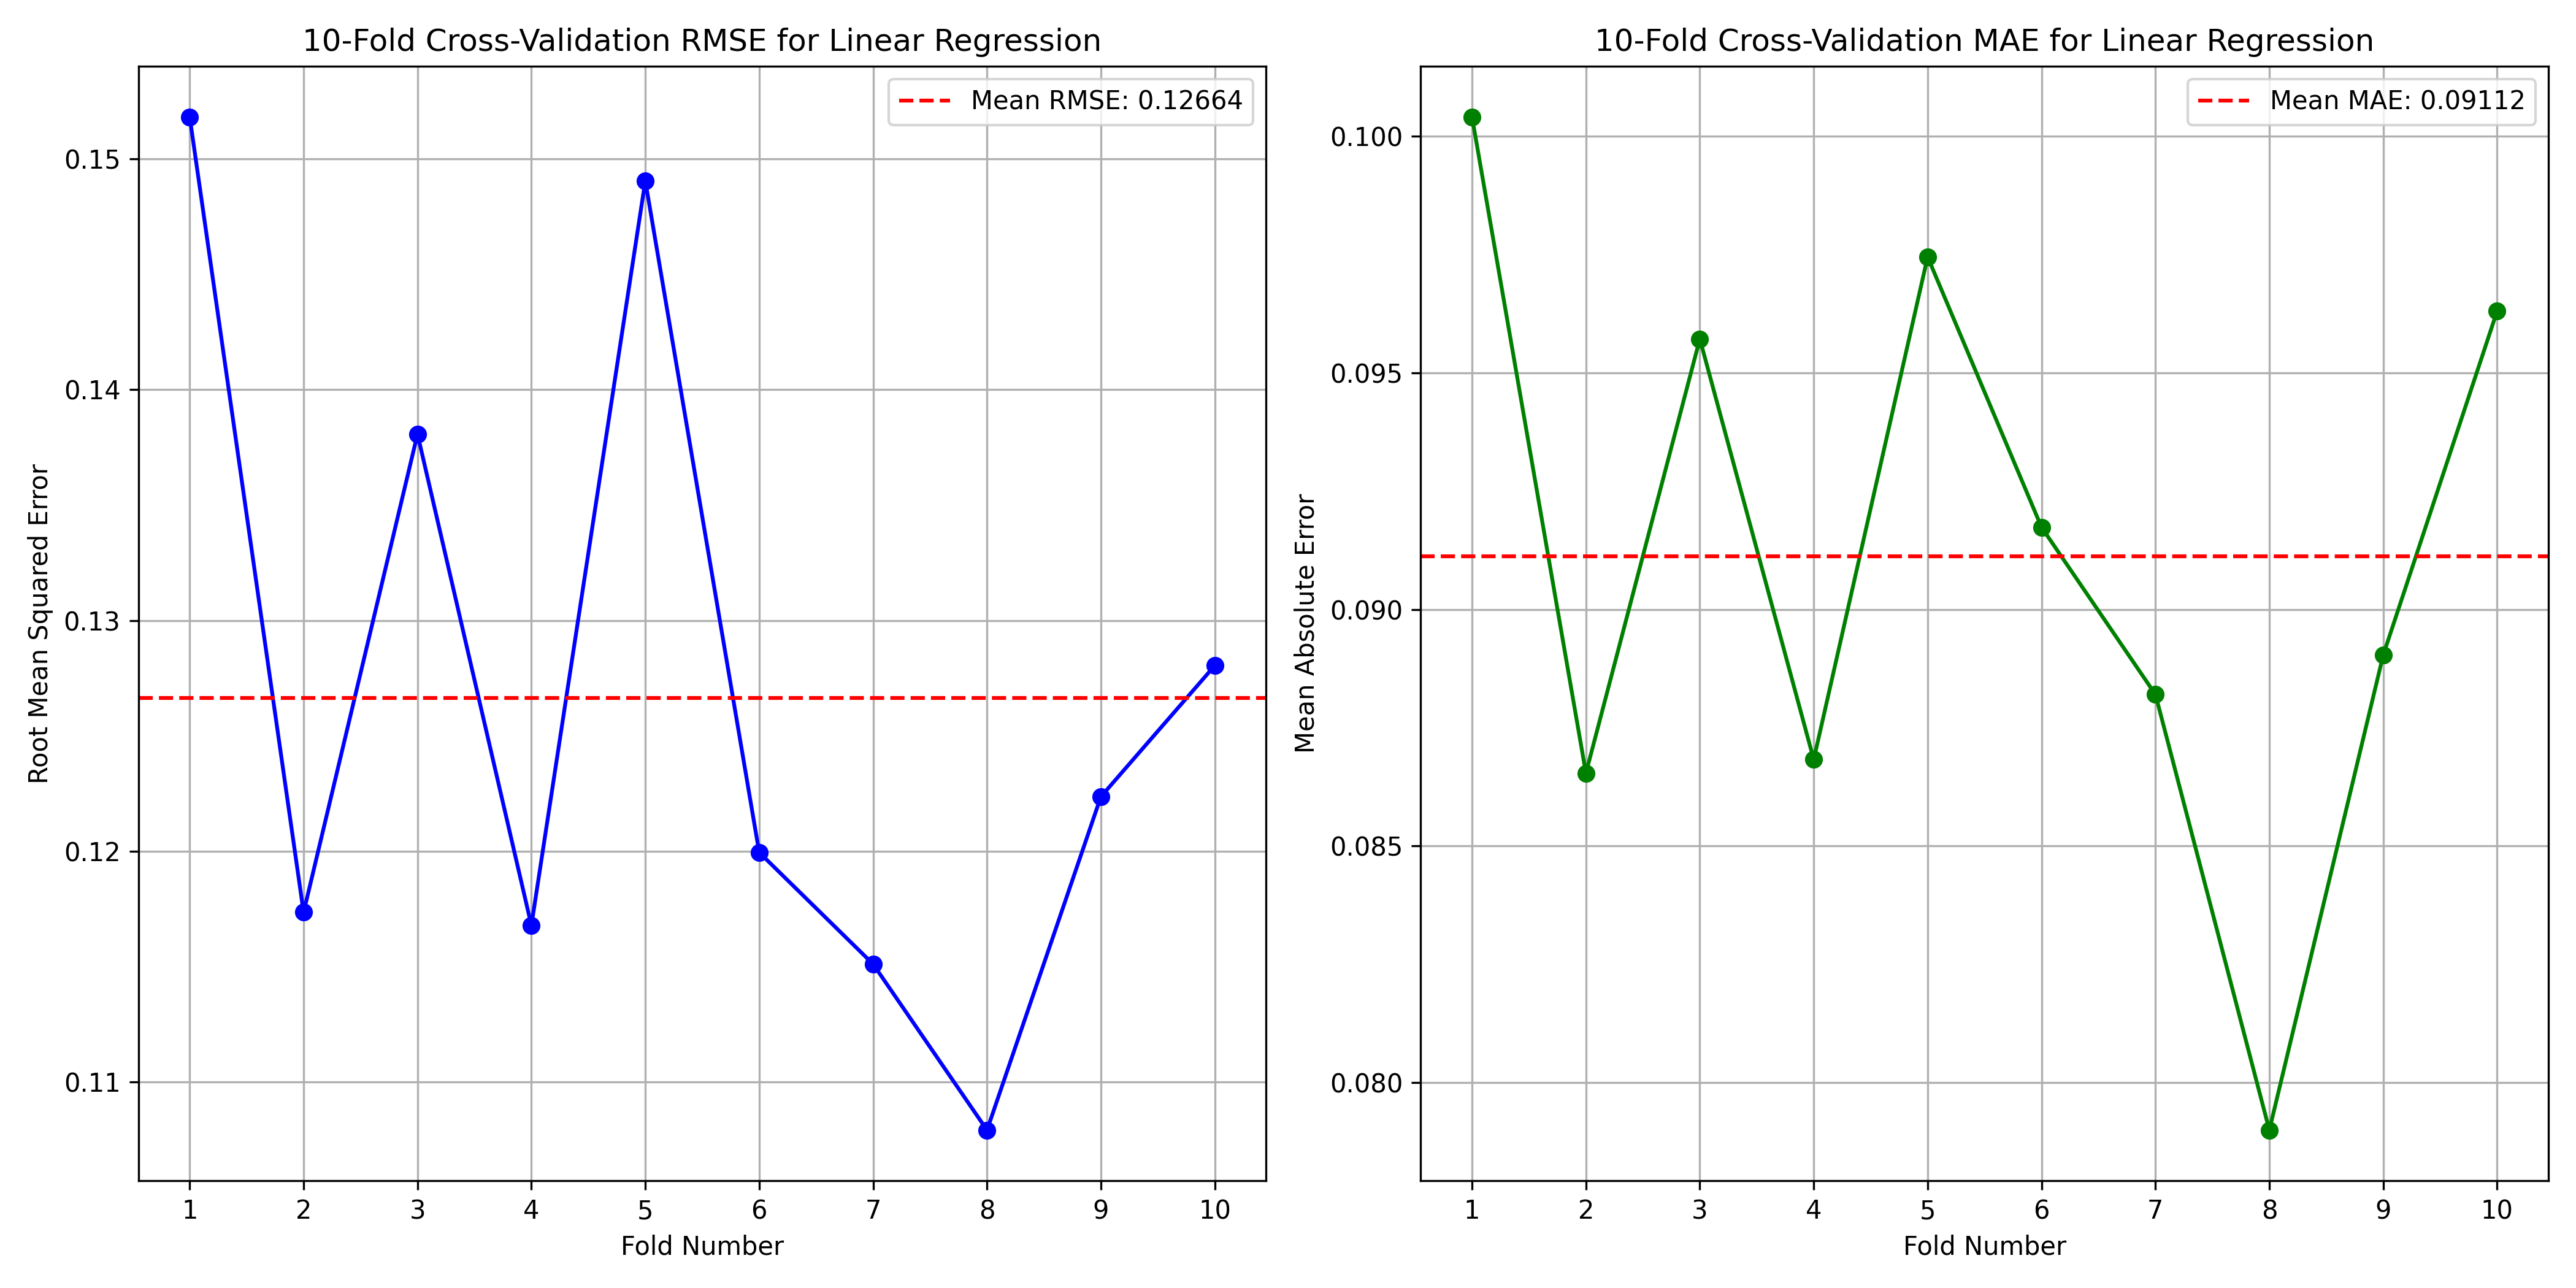 10-Fold Cross-Validation RMSE for Linear Regression
Mean RMSE: 0.12664
Root Mean Squared Error
0.15
0.14
0.13
0.12
0.11
1 2 3 4 5 6 7 8 9 10
Fold Number
10-Fold Cross-Validation MAE for Linear Regression
Mean MAE: 0.09112
Mean Absolute Error
0.100
0.095
0.090
0.085
0.080
1 2 3 4 5 6 7 8 9 10
Fold Number